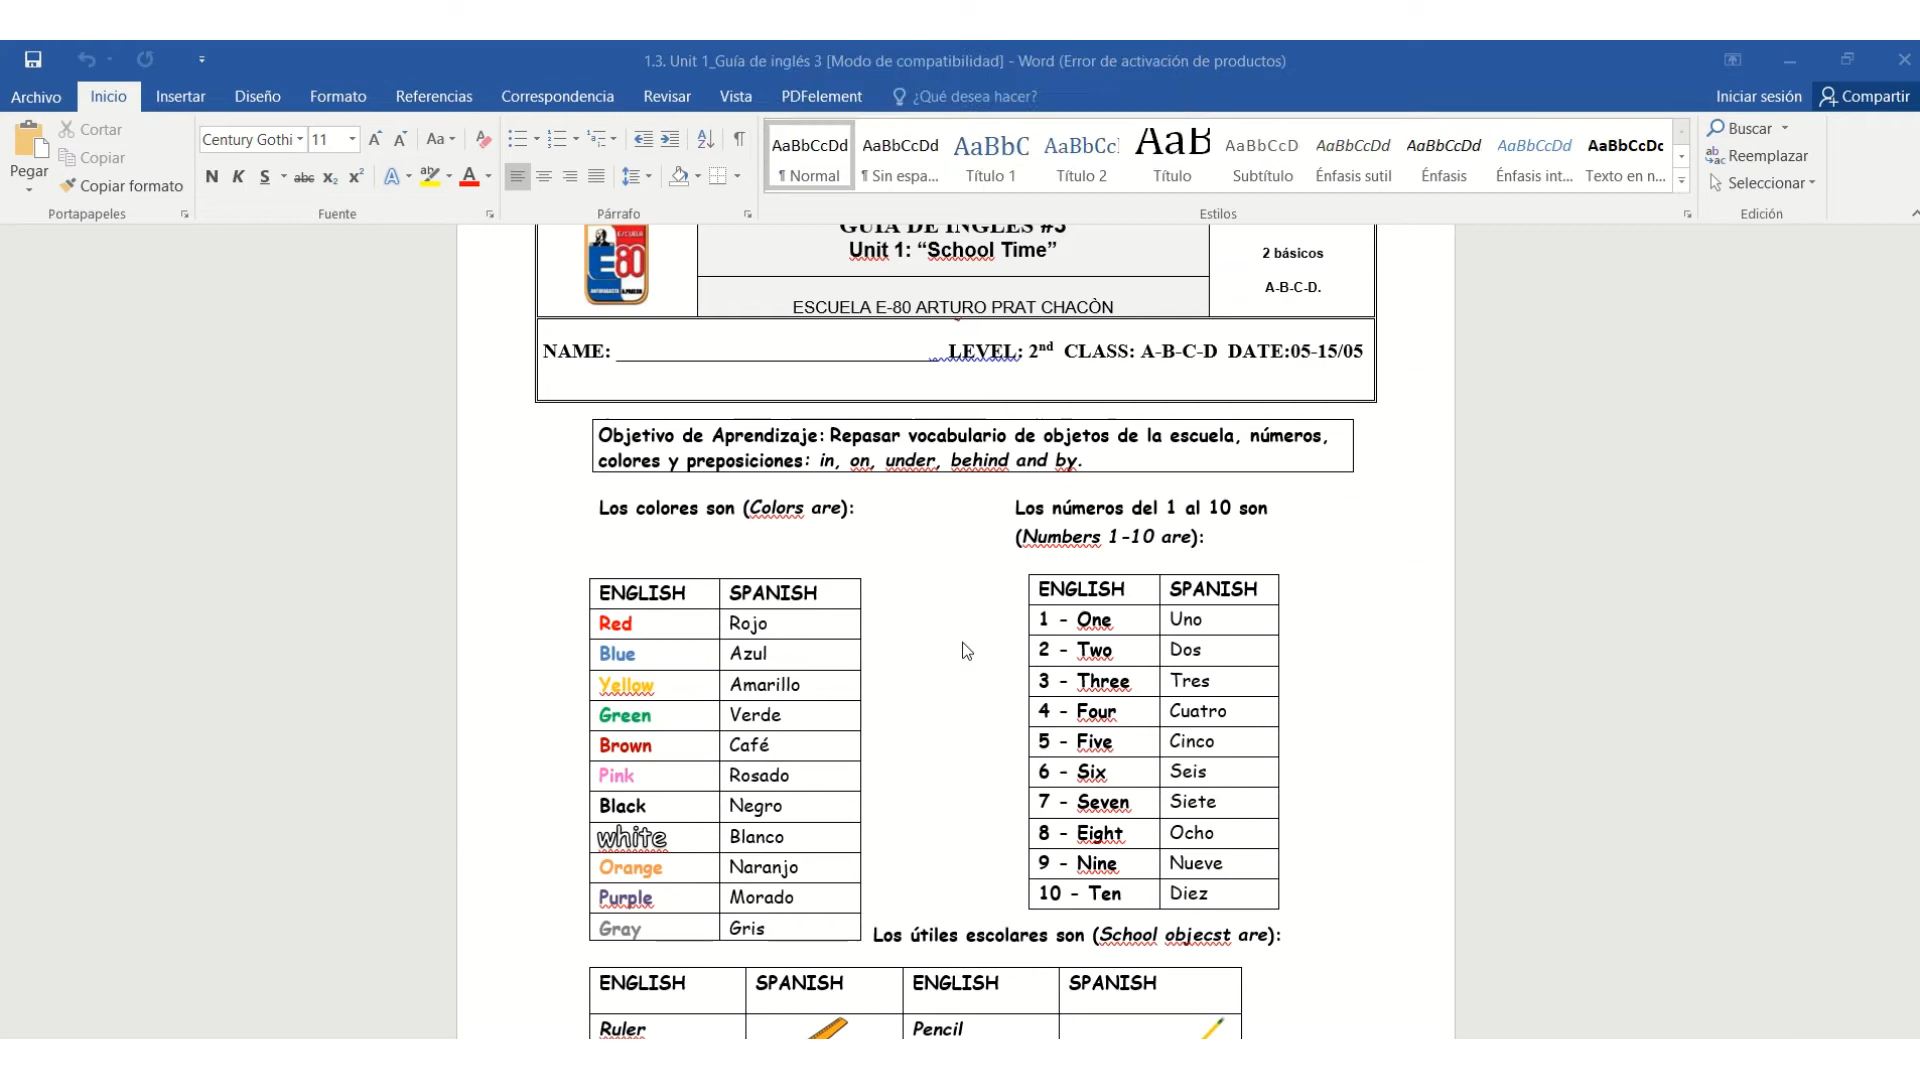 1.3. Unit 1_Guía de inglés 3 [Modo de compatibilidad] - Word (Error de activación de productos)
Archivo Inicio Insertar Diseño Formato Referencias Correspondencia Revisar Vista PDFelement ¿Qué desea hacer? Iniciar sesión Compartir
Pegar
Cortar
Copiar
Copiar formato
Portapapeles
Century Gothi 11
Fuente
Párrafo
AaBbCcDd AaBbCcDd AaBbC AaBbCc AaB AaBbCcD AaBbCcDd AaBbCcDd AaBbCcDd AaBbCcDc
¶ Normal ¶ Sin espa... Título 1 Título 2 Título Subtítulo Énfasis sutil Énfasis Énfasis int... Texto en n...
Estilos
Buscar
Reemplazar
Seleccionar
Edición
ESCUELA
E80
GUIA DE INGLES #3
Unit 1: “School Time”
ESCUELA E-80 ARTURO PRAT CHACÒN
2 básicos
A-B-C-D.
NAME: ________________________________ LEVEL: 2nd CLASS: A-B-C-D DATE:05-15/05
Objetivo de Aprendizaje: Repasar vocabulario de objetos de la escuela, números,
colores y preposiciones: in, on, under, behind and by.
Los colores son (Colors are):
ENGLISH SPANISH
Red Rojo
Blue Azul
Yellow Amarillo
Green Verde
Brown Café
Pink Rosado
Black Negro
white Blanco
Orange Naranjo
Purple Morado
Gray Gris
Los números del 1 al 10 son
(Numbers 1-10 are):
ENGLISH SPANISH
1 - One Uno
2 - Two Dos
3 - Three Tres
4 - Four Cuatro
5 - Five Cinco
6 - Six Seis
7 - Seven Siete
8 - Eight Ocho
9 - Nine Nueve
10 - Ten Diez
Los útiles escolares son (School objecst are):
ENGLISH SPANISH ENGLISH SPANISH
Ruler Pencil